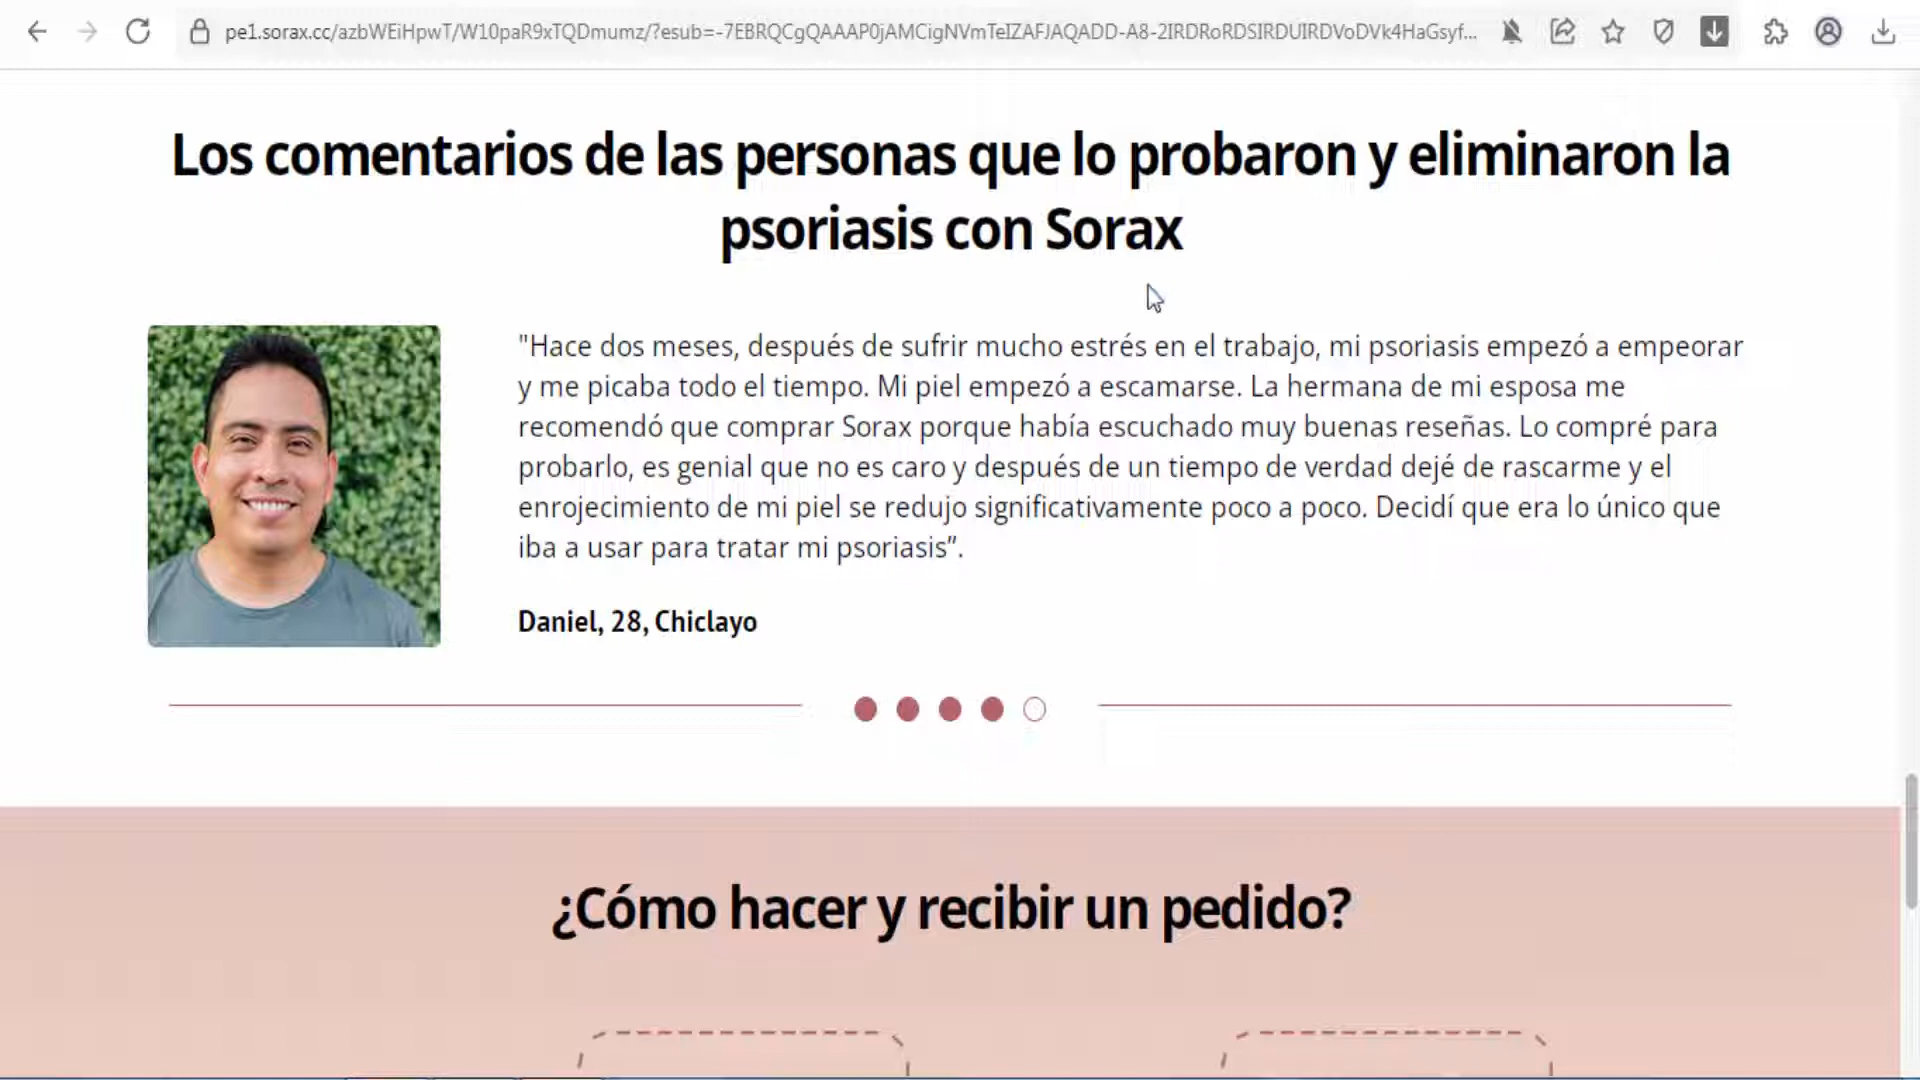 pe1.sorax.cc/azbWEiHpwT/W10paR9xTQDmumz/?esub=-7EBRQCgQAAAP0jAMCigNVmTeIZAFJAQADD-A8-2IRDRoRDSIRDUIRDVoDVk4HaGsyf...
Los comentarios de las personas que lo probaron y eliminaron la
psoriasis con Sorax
"Hace dos meses, después de sufrir mucho estrés en el trabajo, mi psoriasis empezó a empeorar
y me picaba todo el tiempo. Mi piel empezó a escamarse. La hermana de mi esposa me
recomendó que comprar Sorax porque había escuchado muy buenas reseñas. Lo compré para
probarlo, es genial que no es caro y después de un tiempo de verdad dejé de rascarme y el
enrojecimiento de mi piel se redujo significativamente poco a poco. Decidí que era lo único que
iba a usar para tratar mi psoriasis”.
Daniel, 28, Chiclayo
¿Cómo hacer y recibir un pedido?